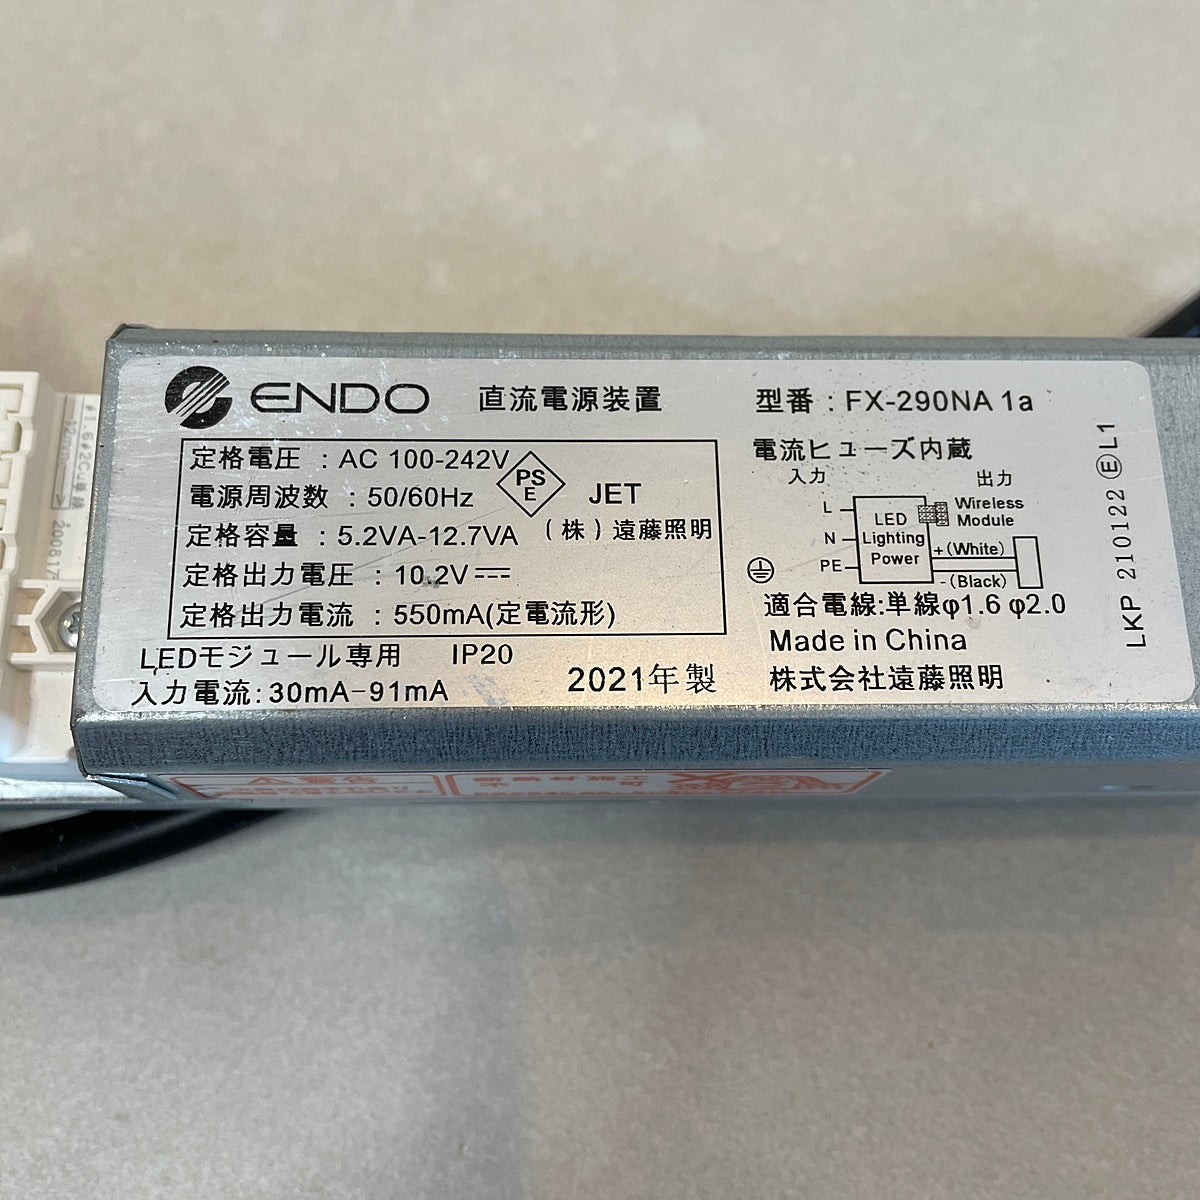 ENDO 直流電源装置 型番：FX-290NA 1a
定格電圧 ：AC 100-242V
電源周波数 ：50/60Hz
定格容量 ：5.2VA-12.7VA
定格出力電圧 ：10.2V
定格出力電流 ：550mA(定電流形)
PS
E
JET
(株)遠藤照明
LEDモジュール専用 IP20
入力電流:30mA-91mA
2021年製
電流ヒューズ内蔵
入力 出力
L
N
PE
LED
Lighting
Power
Wireless
Module
+(White)
-(Black)
適合電線:単線φ1.6 φ2.0
Made in China
株式会社遠藤照明
LKP 210122 Ⓔ L1